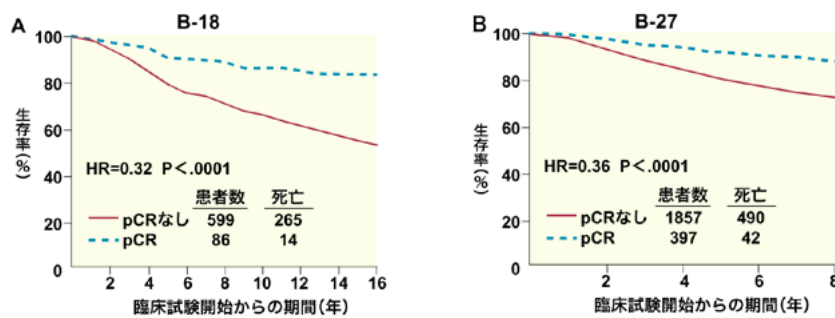 A
B-18
生存率(%)
100
80
60
40
20
0
HR=0.32 P<.0001
患者数 死亡
pCRなし 599 265
pCR 86 14
2 4 6 8 10 12 14 16
臨床試験開始からの期間(年)
B
B-27
生存率(%)
100
80
60
40
20
0
HR=0.36 P<.0001
患者数 死亡
pCRなし 1857 490
pCR 397 42
2 4 6 8
臨床試験開始からの期間(年)